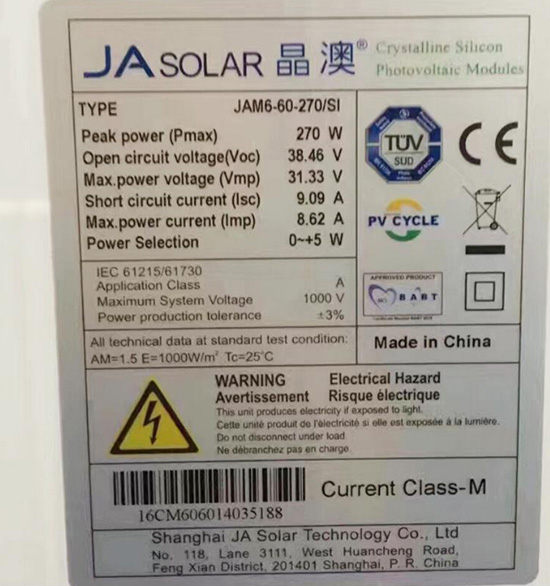 JA SOLAR 晶澳® Crystalline Silicon
Photovoltaic Modules
TYPE JAM6-60-270/SI
Peak power (Pmax) 270 W
Open circuit voltage(Voc) 38.46 V
Max.power voltage (Vmp) 31.33 V
Short circuit current (Isc) 9.09 A
Max.power current (Imp) 8.62 A
Power Selection 0~+5 W
TÜV
SÜD
CE
PV CYCLE
IEC 61215/61730
Application Class A
Maximum System Voltage 1000 V
Power production tolerance ±3%
APPROVED PRODUCT
BABT
All technical data at standard test condition:
AM=1.5 E=1000W/m² Tc=25°C
Made in China
WARNING Electrical Hazard
Avertissement Risque électrique
This unit produces electricity if exposed to light.
Cette unité produit de l'électricité si elle est exposée à la lumière.
Do not disconnect under load
Ne débranchez pas en charge.
16CM606014035188
Current Class-M
Shanghai JA Solar Technology Co., Ltd
No. 118, Lane 3111, West Huancheng Road,
Feng Xian District, 201401 Shanghai, P. R. China